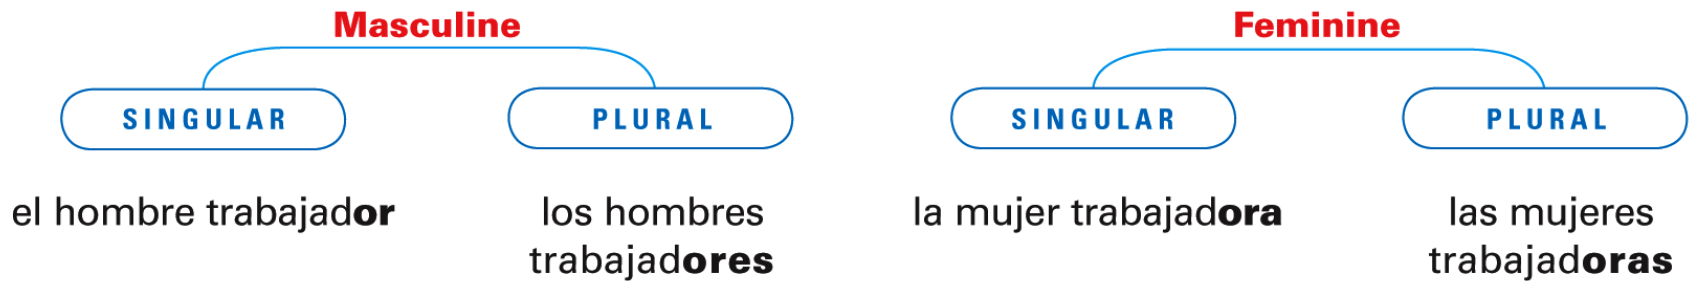 Masculine
SINGULAR
PLURAL
el hombre trabajador
los hombres
trabajadores
Feminine
SINGULAR
PLURAL
la mujer trabajadora
las mujeres
trabajadoras